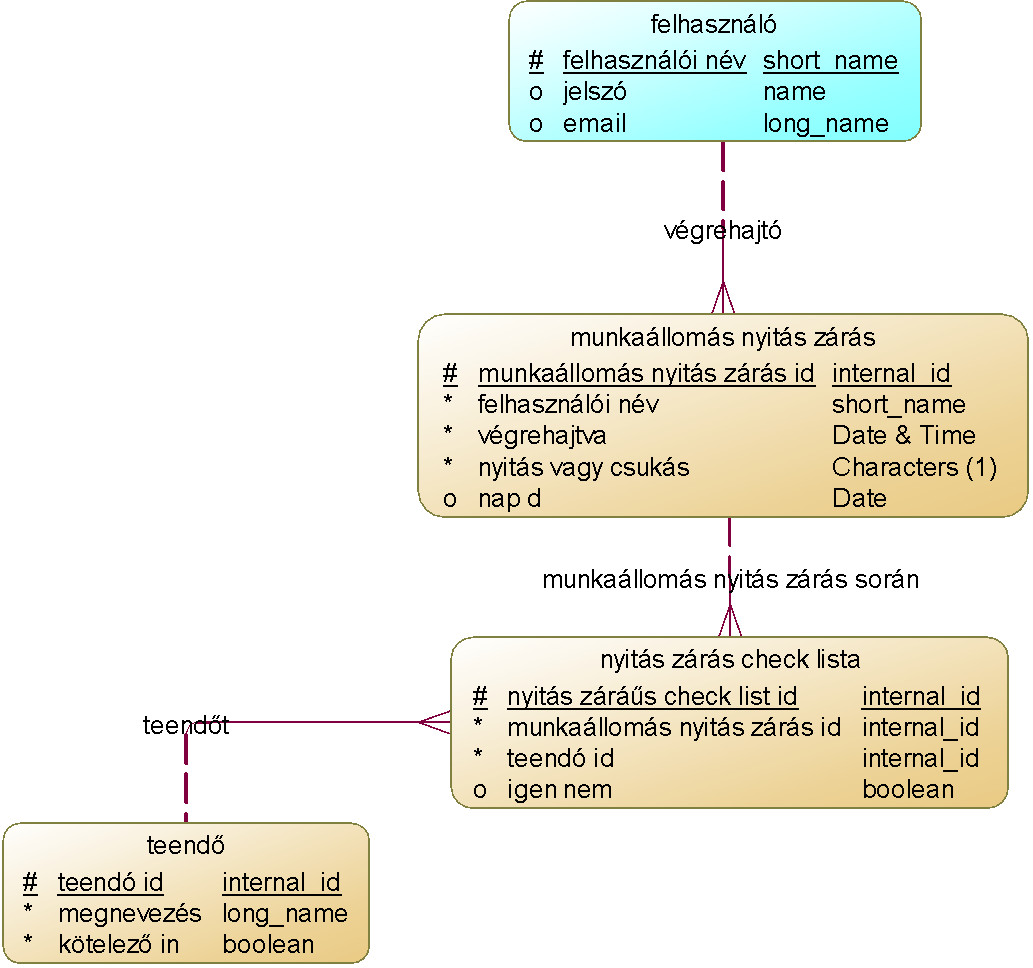 felhasználó
# felhasználói név short_name
o jelszó name
o email long_name
végrehajtó
munkaállomás nyitás zárás
# munkaállomás nyitás zárás id internal_id
* felhasználói név short_name
* végrehajtva Date & Time
* nyitás vagy csukás Characters (1)
o nap d Date
munkaállomás nyitás zárás során
nyitás zárás check lista
# nyitás záráűs check list id internal_id
* munkaállomás nyitás zárás id internal_id
* teendó id internal_id
o igen nem boolean
teendőt
teendő
# teendó id internal_id
* megnevezés long_name
* kötelező in boolean